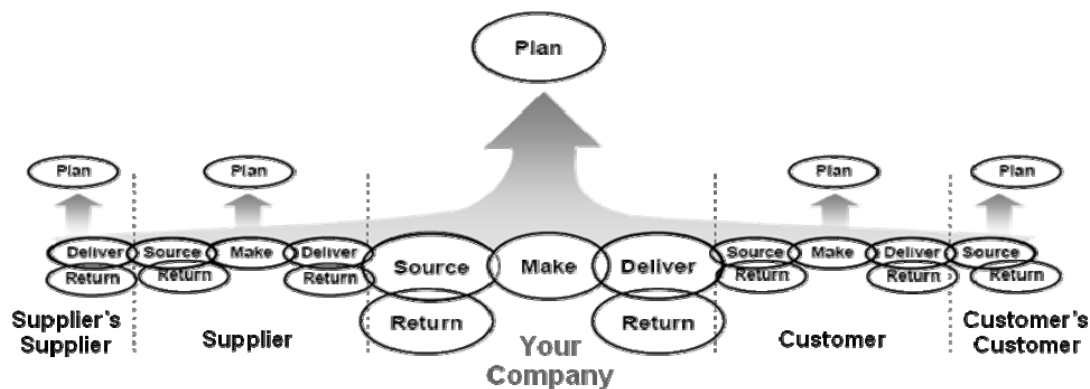 Plan
Plan Plan Plan Plan
Deliver Source Make Deliver Source Make Deliver Source Make Deliver Source
Return Return Return Return Return Return Return Return
Supplier's Supplier
Supplier
Your Company
Customer
Customer's Customer